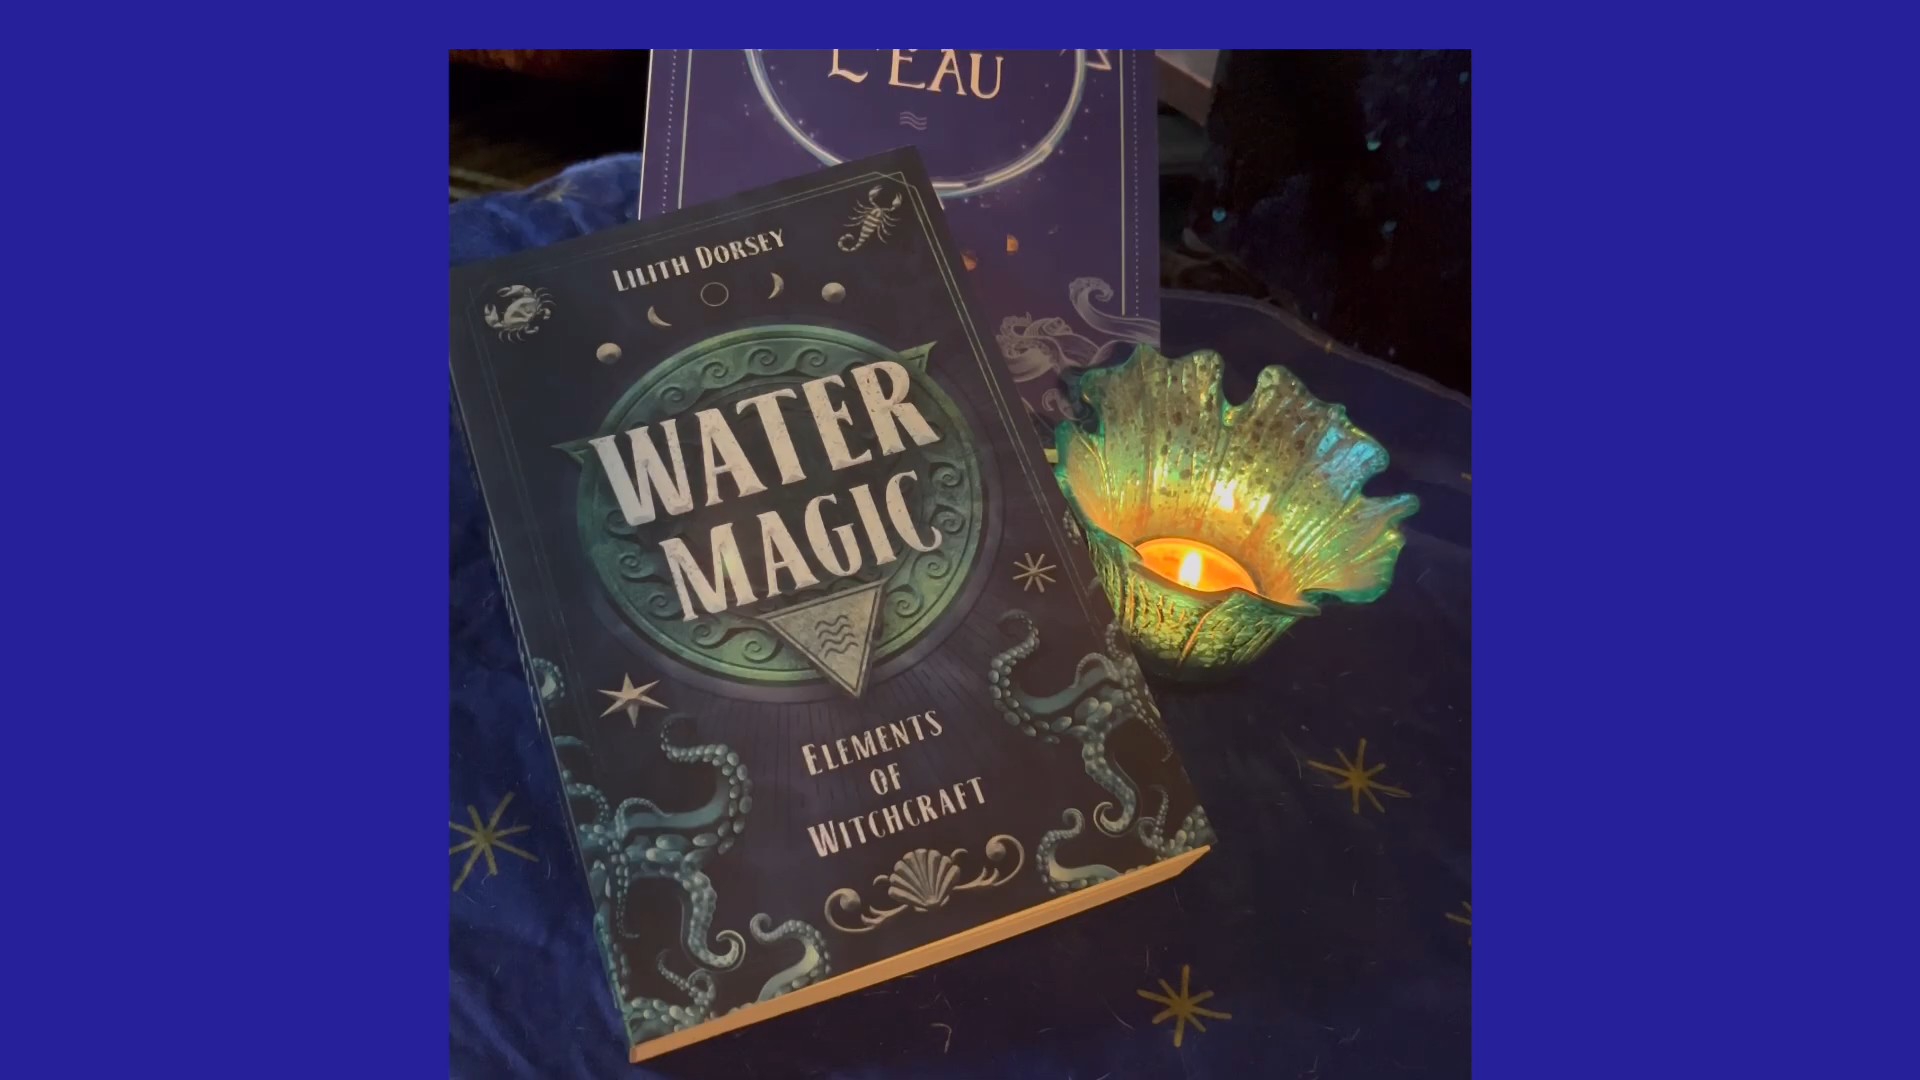 L'EAU
LILITH DORSEY
WATER
MAGIC
ELEMENTS
OF
WITCHCRAFT